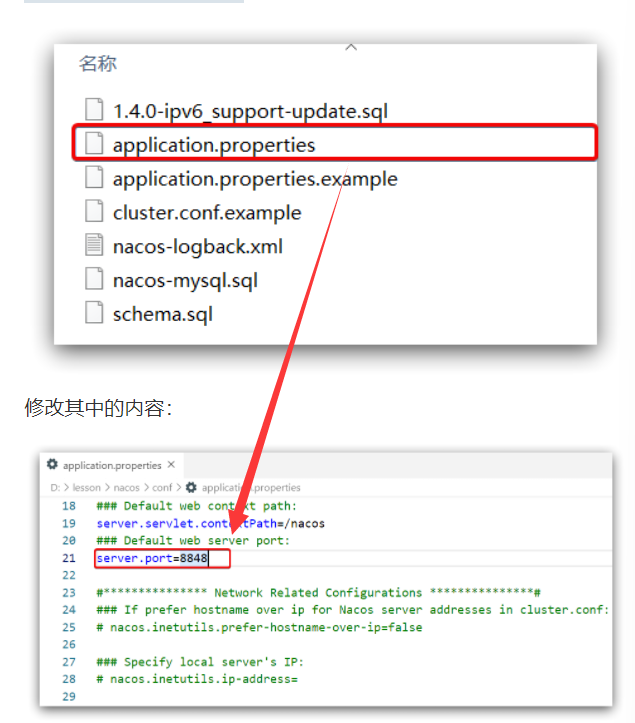 名称
1.4.0-ipv6_support-update.sql
application.properties
application.properties.example
cluster.conf.example
nacos-logback.xml
nacos-mysql.sql
schema.sql
修改其中的内容：
application.properties ×
D: > lesson > nacos > conf > application.properties
18 ### Default web context path:
19 server.servlet.contextPath=/nacos
20 ### Default web server port:
21 server.port=8848
22
23 #*************** Network Related Configurations ***************#
24 ### If prefer hostname over ip for Nacos server addresses in cluster.conf:
25 # nacos.inetutils.prefer-hostname-over-ip=false
26
27 ### Specify local server's IP:
28 # nacos.inetutils.ip-address=
29